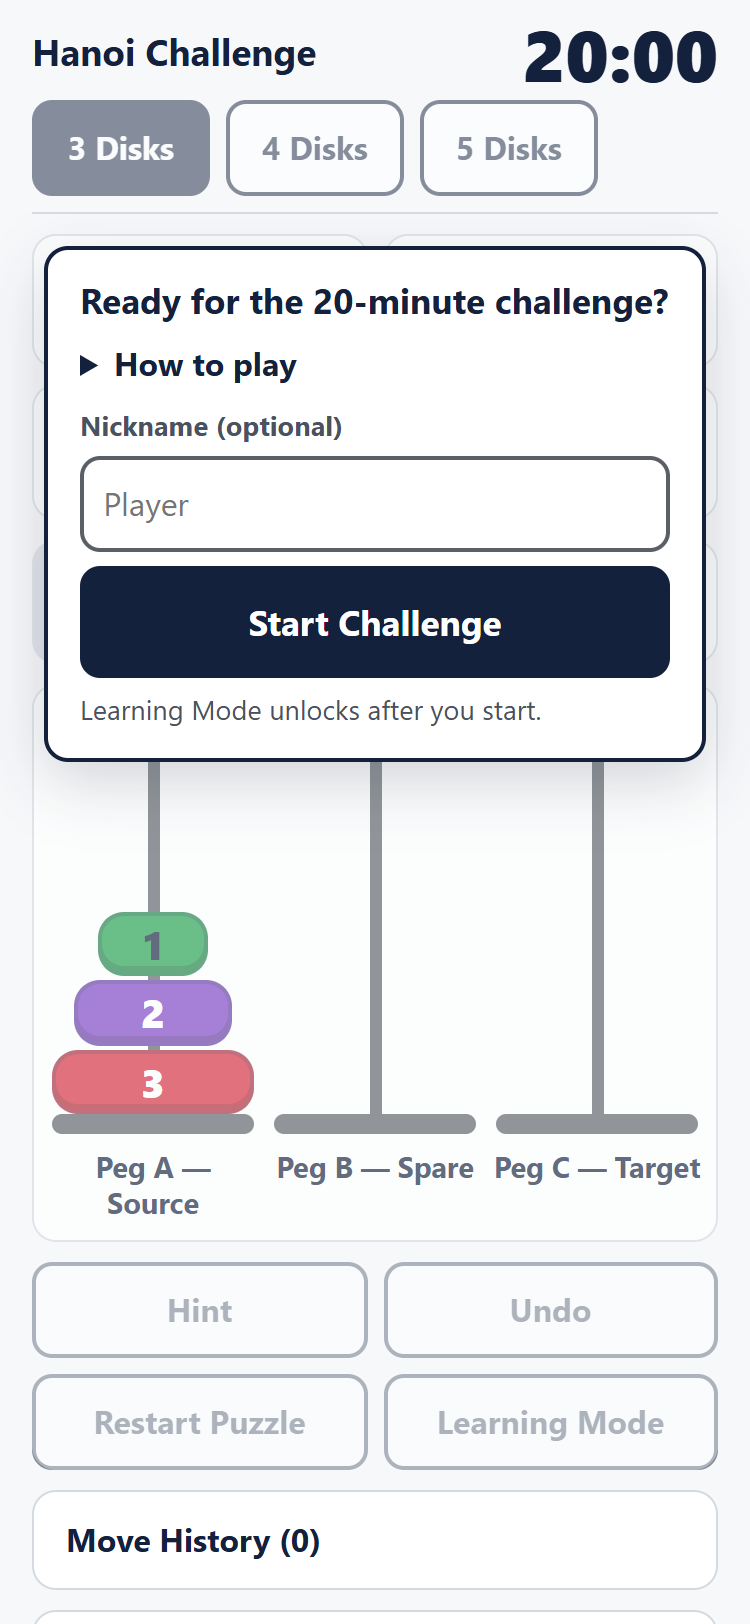 Hanoi Challenge
20:00
3 Disks
4 Disks
5 Disks
Ready for the 20-minute challenge?
How to play
Nickname (optional)
Player
Start Challenge
Learning Mode unlocks after you start.
1
2
3
Peg A —
Source
Peg B — Spare
Peg C — Target
Hint
Undo
Restart Puzzle
Learning Mode
Move History (0)